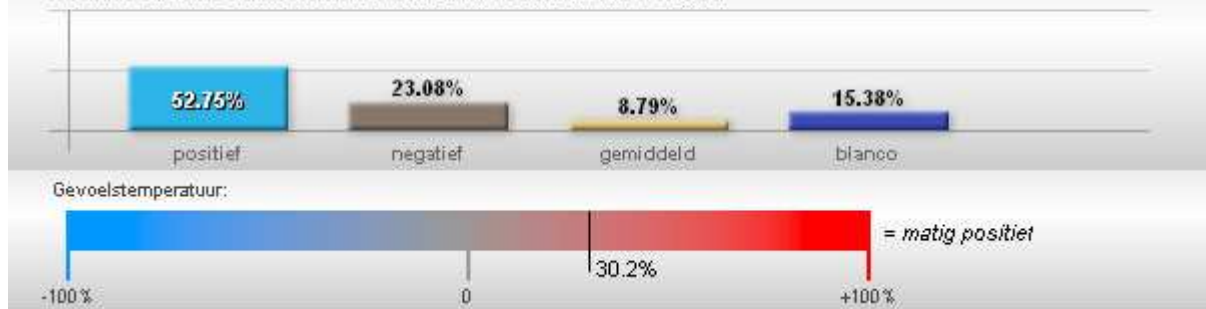 52.75% 23.08% 8.79% 15.38%
positief negatief gemiddeld blanco
Gevoelstemperatuur:
= matig positief
30.2%
-100% 0 +100%